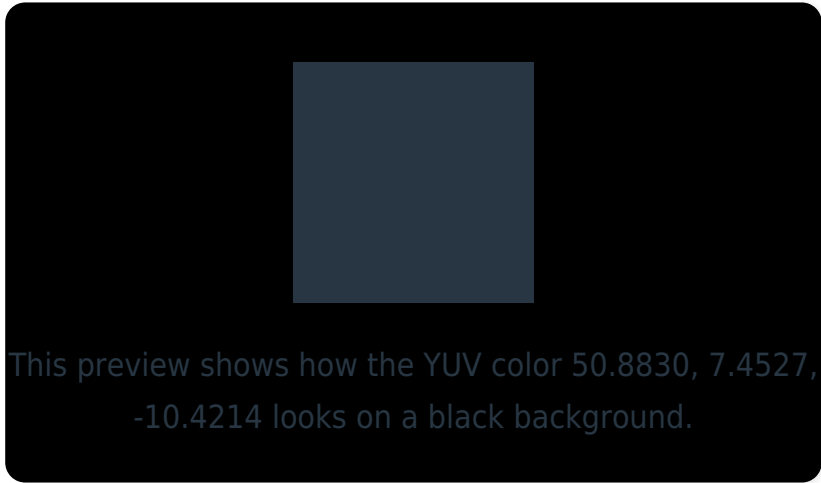 This preview shows how the YUV color 50.8830, 7.4527,
-10.4214 looks on a black background.